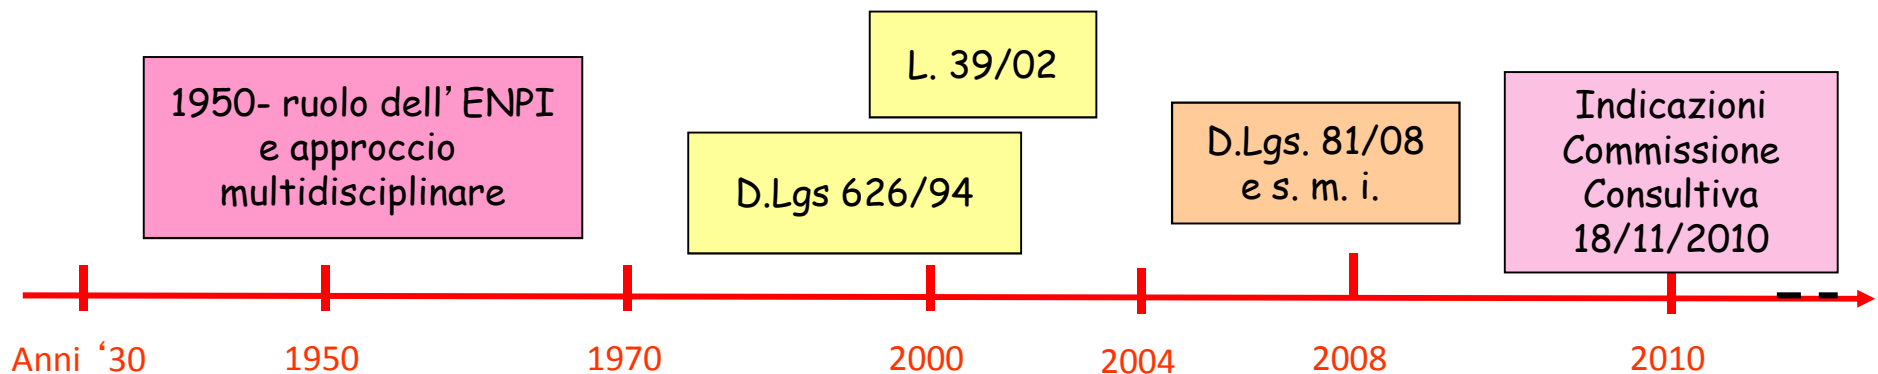 1950- ruolo dell’ ENPI
e approccio
multidisciplinare
L. 39/02
D.Lgs 626/94
D.Lgs. 81/08
e s. m. i.
Indicazioni
Commissione
Consultiva
18/11/2010
Anni ‘30
1950
1970
2000
2004
2008
2010